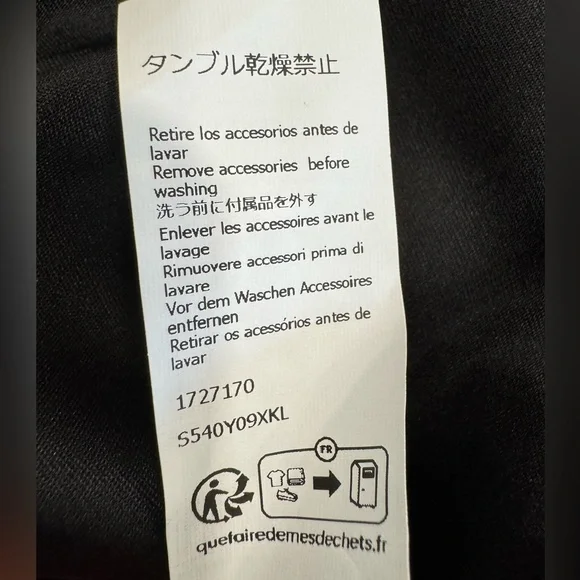 タンブル乾燥禁止
Retire los accesorios antes de
lavar
Remove accessories before
washing
洗う前に付属品を外す
Enlever les accessoires avant le
lavage
Rimuovere accessori prima di
lavare
Vor dem Waschen Accessoires
entfernen
Retirar os acessórios antes de
lavar
1727170
S540Y09XKL
FR
quefairedemesdechets.fr